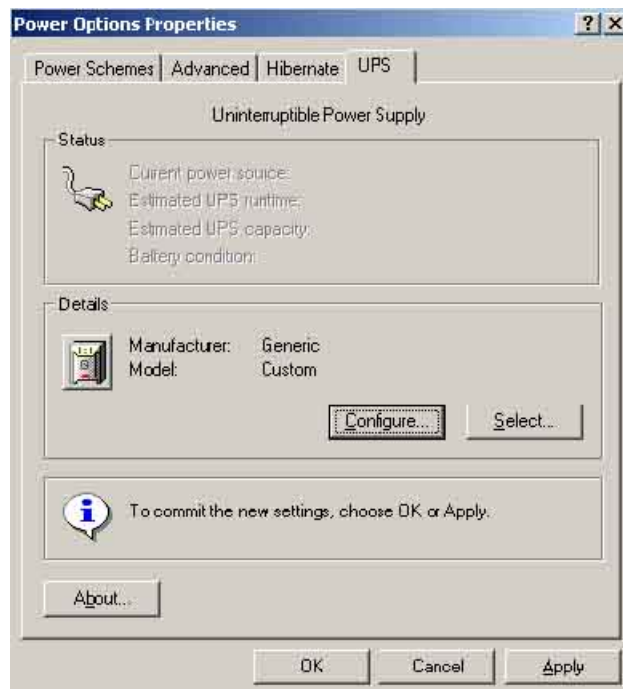 Power Options Properties
Power Schemes Advanced Hibernate UPS
Uninterruptible Power Supply
Status
Current power source:
Estimated UPS runtime:
Estimated UPS capacity:
Battery condition:
Details
Manufacturer: Generic
Model: Custom
Configure... Select...
To commit the new settings, choose OK or Apply.
About...
OK Cancel Apply